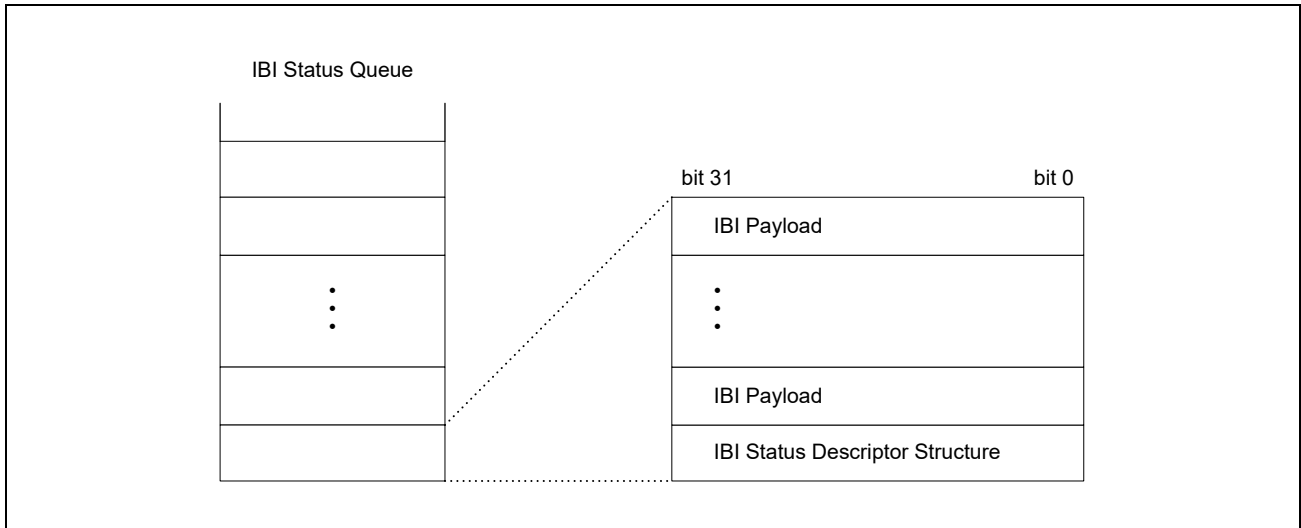 IBI Status Queue
bit 31 bit 0
IBI Payload
IBI Payload
IBI Status Descriptor Structure